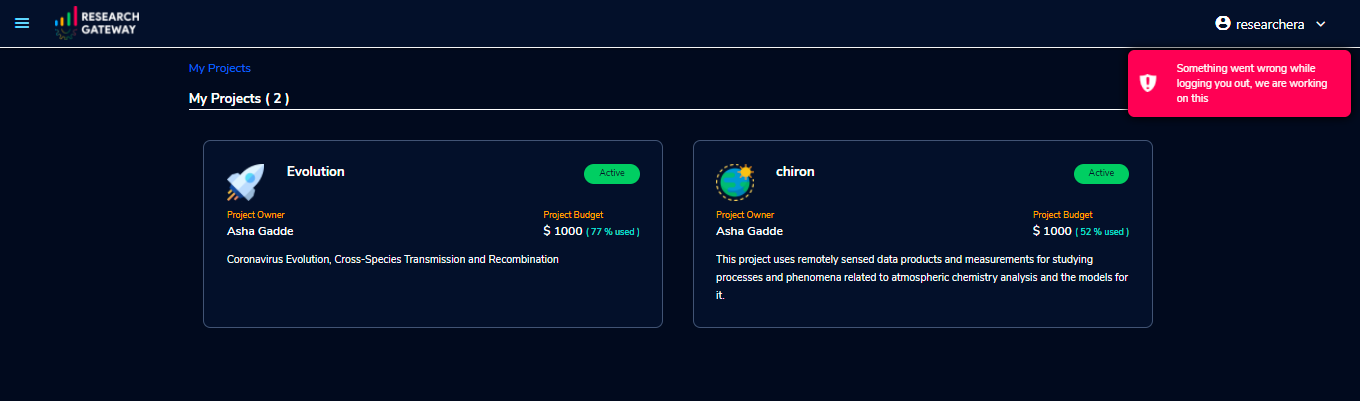 RESEARCH
GATEWAY
researchera
Something went wrong while
logging you out, we are working
on this
My Projects
My Projects ( 2 )
Evolution
Active
Project Owner
Project Budget
Asha Gadde
$ 1000 ( 77 % used )
Coronavirus Evolution, Cross-Species Transmission and Recombination
chiron
Active
Project Owner
Project Budget
Asha Gadde
$ 1000 ( 52 % used )
This project uses remotely sensed data products and measurements for studying
processes and phenomena related to atmospheric chemistry analysis and the models for
it.